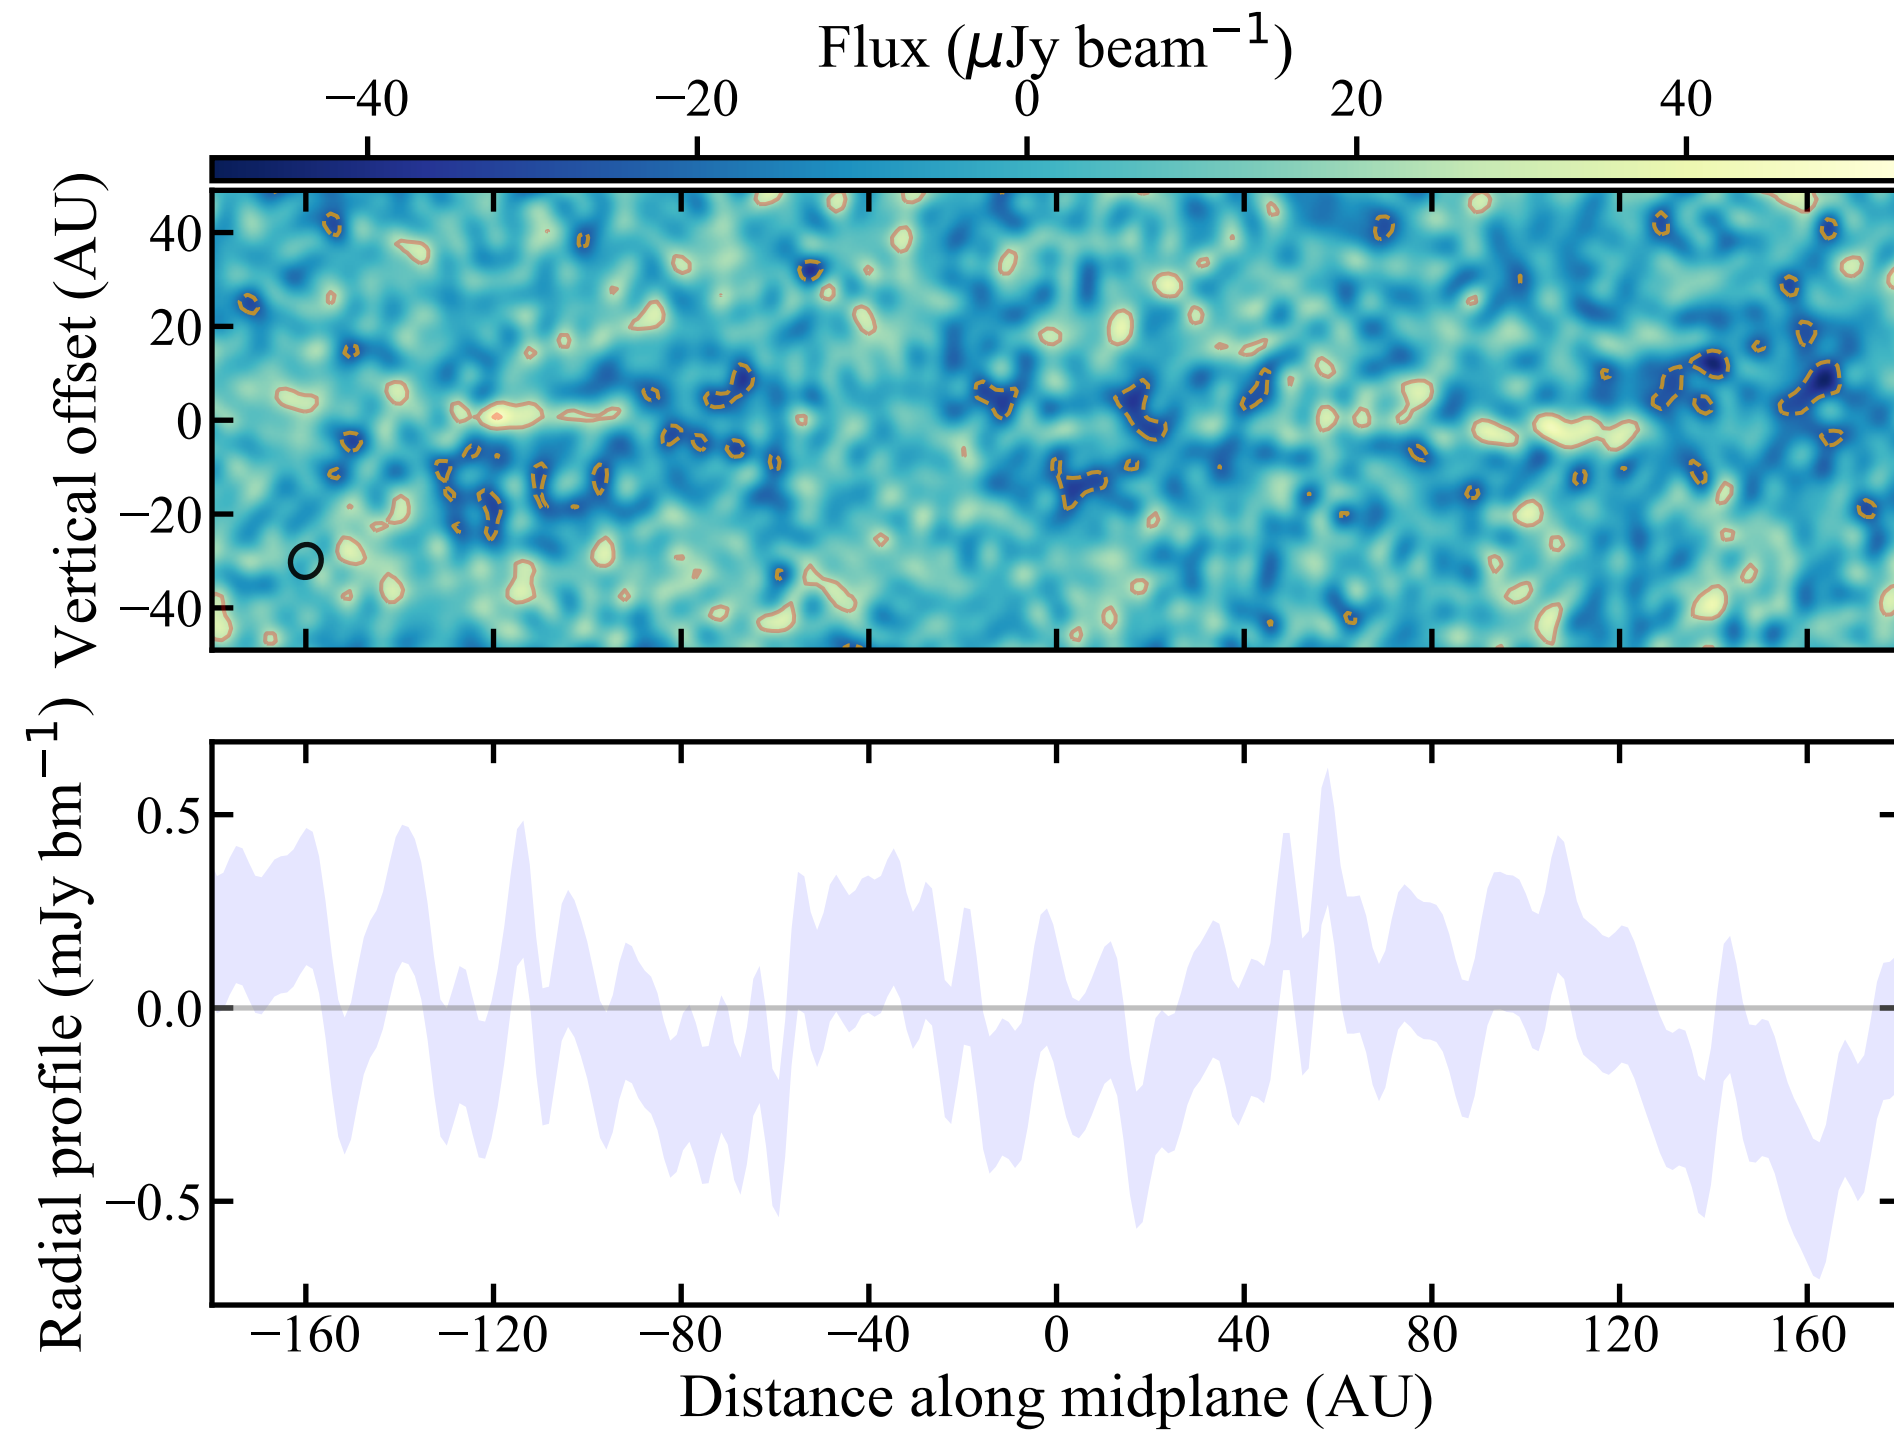 Flux (μJy beam⁻¹)
−40 −20 0 20 40
Vertical offset (AU)
40
20
0
−20
−40
Radial profile (mJy bm⁻¹)
0.5
0.0
−0.5
−160 −120 −80 −40 0 40 80 120 160
Distance along midplane (AU)